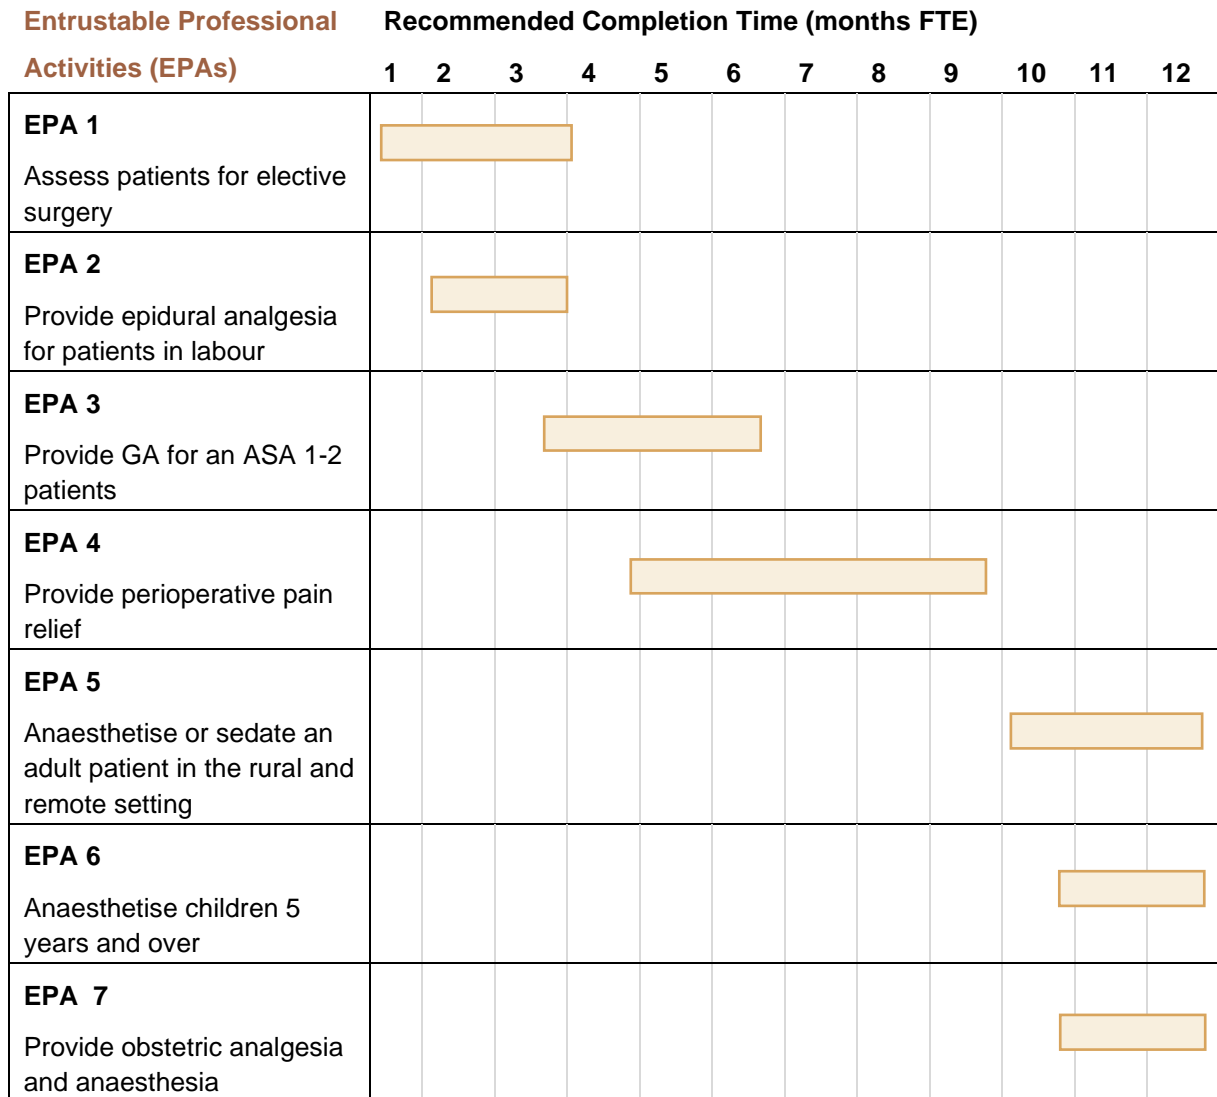 Entrustable Professional
Activities (EPAs)
Recommended Completion Time (months FTE)
1 2 3 4 5 6 7 8 9 10 11 12
EPA 1
Assess patients for elective
surgery
EPA 2
Provide epidural analgesia
for patients in labour
EPA 3
Provide GA for an ASA 1-2
patients
EPA 4
Provide perioperative pain
relief
EPA 5
Anaesthetise or sedate an
adult patient in the rural and
remote setting
EPA 6
Anaesthetise children 5
years and over
EPA 7
Provide obstetric analgesia
and anaesthesia